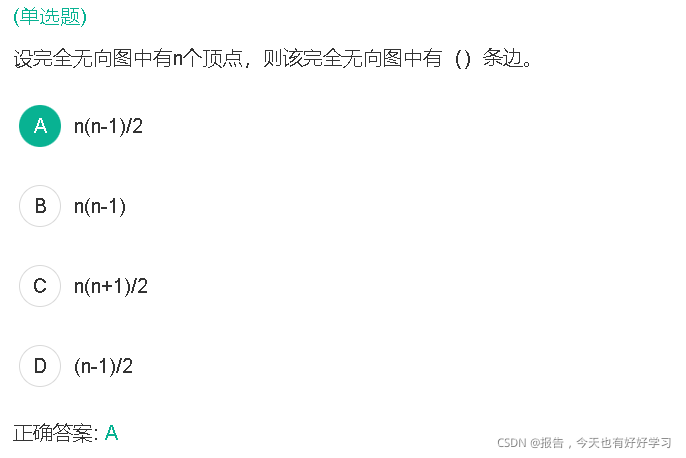 (单选题)
设完全无向图中有n个顶点，则该完全无向图中有（）条边。
A n(n-1)/2
B n(n-1)
C n(n+1)/2
D (n-1)/2
正确答案: A
CSDN @报告，今天也有好好学习